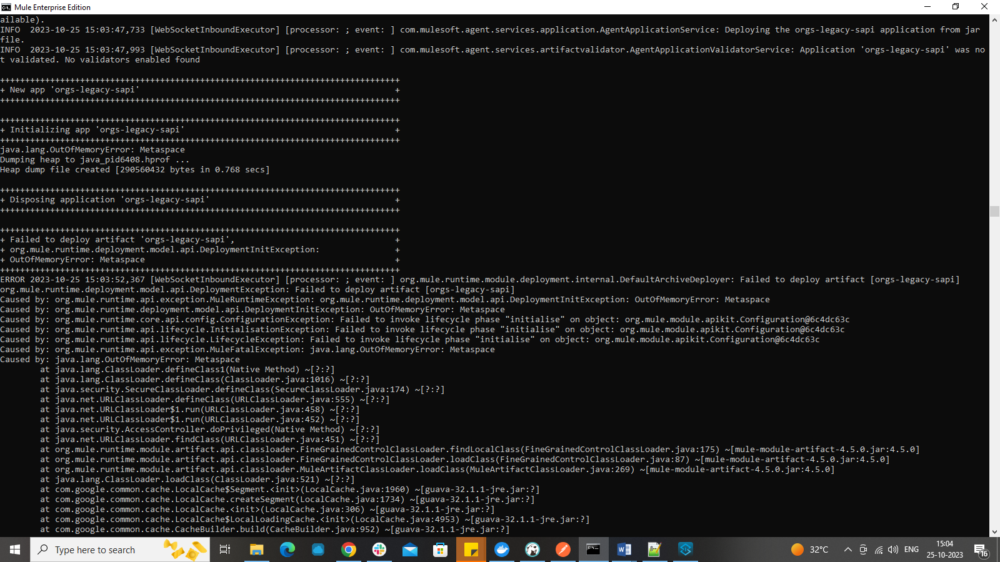 Mule Enterprise Edition
ailable).
INFO  2023-10-25 15:03:47,733 [WebSocketInboundExecutor] [processor: ; event: ] com.mulesoft.agent.services.application.AgentApplicationService: Deploying the orgs-legacy-sapi application from jar
file.
INFO  2023-10-25 15:03:47,993 [WebSocketInboundExecutor] [processor: ; event: ] com.mulesoft.agent.services.artifactvalidator.AgentApplicationValidatorService: Application 'orgs-legacy-sapi' was no
t validated. No validators enabled found
++++++++++++++++++++++++++++++++++++++++++++++++++++++++++++++++++++++++++++++++
+ New app 'orgs-legacy-sapi'                                                   +
++++++++++++++++++++++++++++++++++++++++++++++++++++++++++++++++++++++++++++++++
++++++++++++++++++++++++++++++++++++++++++++++++++++++++++++++++++++++++++++++++
+ Initializing app 'orgs-legacy-sapi'                                          +
++++++++++++++++++++++++++++++++++++++++++++++++++++++++++++++++++++++++++++++++
java.lang.OutOfMemoryError: Metaspace
Dumping heap to java_pid6408.hprof ...
Heap dump file created [290560432 bytes in 0.768 secs]
++++++++++++++++++++++++++++++++++++++++++++++++++++++++++++++++++++++++++++++++
+ Disposing application 'orgs-legacy-sapi'                                     +
++++++++++++++++++++++++++++++++++++++++++++++++++++++++++++++++++++++++++++++++
++++++++++++++++++++++++++++++++++++++++++++++++++++++++++++++++++++++++++++++++
+ Failed to deploy artifact 'orgs-legacy-sapi',                                +
+ org.mule.runtime.deployment.model.api.DeploymentInitException:               +
+ OutOfMemoryError: Metaspace                                                  +
++++++++++++++++++++++++++++++++++++++++++++++++++++++++++++++++++++++++++++++++
ERROR 2023-10-25 15:03:52,367 [WebSocketInboundExecutor] [processor: ; event: ] org.mule.runtime.module.deployment.internal.DefaultArchiveDeployer: Failed to deploy artifact [orgs-legacy-sapi]
org.mule.runtime.deployment.model.api.DeploymentException: Failed to deploy artifact [orgs-legacy-sapi]
Caused by: org.mule.runtime.api.exception.MuleRuntimeException: org.mule.runtime.deployment.model.api.DeploymentInitException: OutOfMemoryError: Metaspace
Caused by: org.mule.runtime.deployment.model.api.DeploymentInitException: OutOfMemoryError: Metaspace
Caused by: org.mule.runtime.core.api.config.ConfigurationException: Failed to invoke lifecycle phase "initialise" on object: org.mule.module.apikit.Configuration@6c4dc63c
Caused by: org.mule.runtime.api.lifecycle.InitialisationException: Failed to invoke lifecycle phase "initialise" on object: org.mule.module.apikit.Configuration@6c4dc63c
Caused by: org.mule.runtime.api.lifecycle.LifecycleException: Failed to invoke lifecycle phase "initialise" on object: org.mule.module.apikit.Configuration@6c4dc63c
Caused by: org.mule.runtime.api.exception.MuleFatalException: java.lang.OutOfMemoryError: Metaspace
Caused by: java.lang.OutOfMemoryError: Metaspace
        at java.lang.ClassLoader.defineClass1(Native Method) ~[?:?]
        at java.lang.ClassLoader.defineClass(ClassLoader.java:1016) ~[?:?]
        at java.security.SecureClassLoader.defineClass(SecureClassLoader.java:174) ~[?:?]
        at java.net.URLClassLoader.defineClass(URLClassLoader.java:555) ~[?:?]
        at java.net.URLClassLoader$1.run(URLClassLoader.java:458) ~[?:?]
        at java.net.URLClassLoader$1.run(URLClassLoader.java:452) ~[?:?]
        at java.security.AccessController.doPrivileged(Native Method) ~[?:?]
        at java.net.URLClassLoader.findClass(URLClassLoader.java:451) ~[?:?]
        at org.mule.runtime.module.artifact.api.classloader.FineGrainedControlClassLoader.findLocalClass(FineGrainedControlClassLoader.java:175) ~[mule-module-artifact-4.5.0.jar:4.5.0]
        at org.mule.runtime.module.artifact.api.classloader.FineGrainedControlClassLoader.loadClass(FineGrainedControlClassLoader.java:87) ~[mule-module-artifact-4.5.0.jar:4.5.0]
        at org.mule.runtime.module.artifact.api.classloader.MuleArtifactClassLoader.loadClass(MuleArtifactClassLoader.java:269) ~[mule-module-artifact-4.5.0.jar:4.5.0]
        at java.lang.ClassLoader.loadClass(ClassLoader.java:521) ~[?:?]
        at com.google.common.cache.LocalCache$Segment.<init>(LocalCache.java:1960) ~[guava-32.1.1-jre.jar:?]
        at com.google.common.cache.LocalCache.createSegment(LocalCache.java:1734) ~[guava-32.1.1-jre.jar:?]
        at com.google.common.cache.LocalCache.<init>(LocalCache.java:306) ~[guava-32.1.1-jre.jar:?]
        at com.google.common.cache.LocalCache$LocalLoadingCache.<init>(LocalCache.java:4953) ~[guava-32.1.1-jre.jar:?]
        at com.google.common.cache.CacheBuilder.build(CacheBuilder.java:952) ~[guava-32.1.1-jre.jar:?]
Type here to search
32°C
ENG
15:04
25-10-2023
16